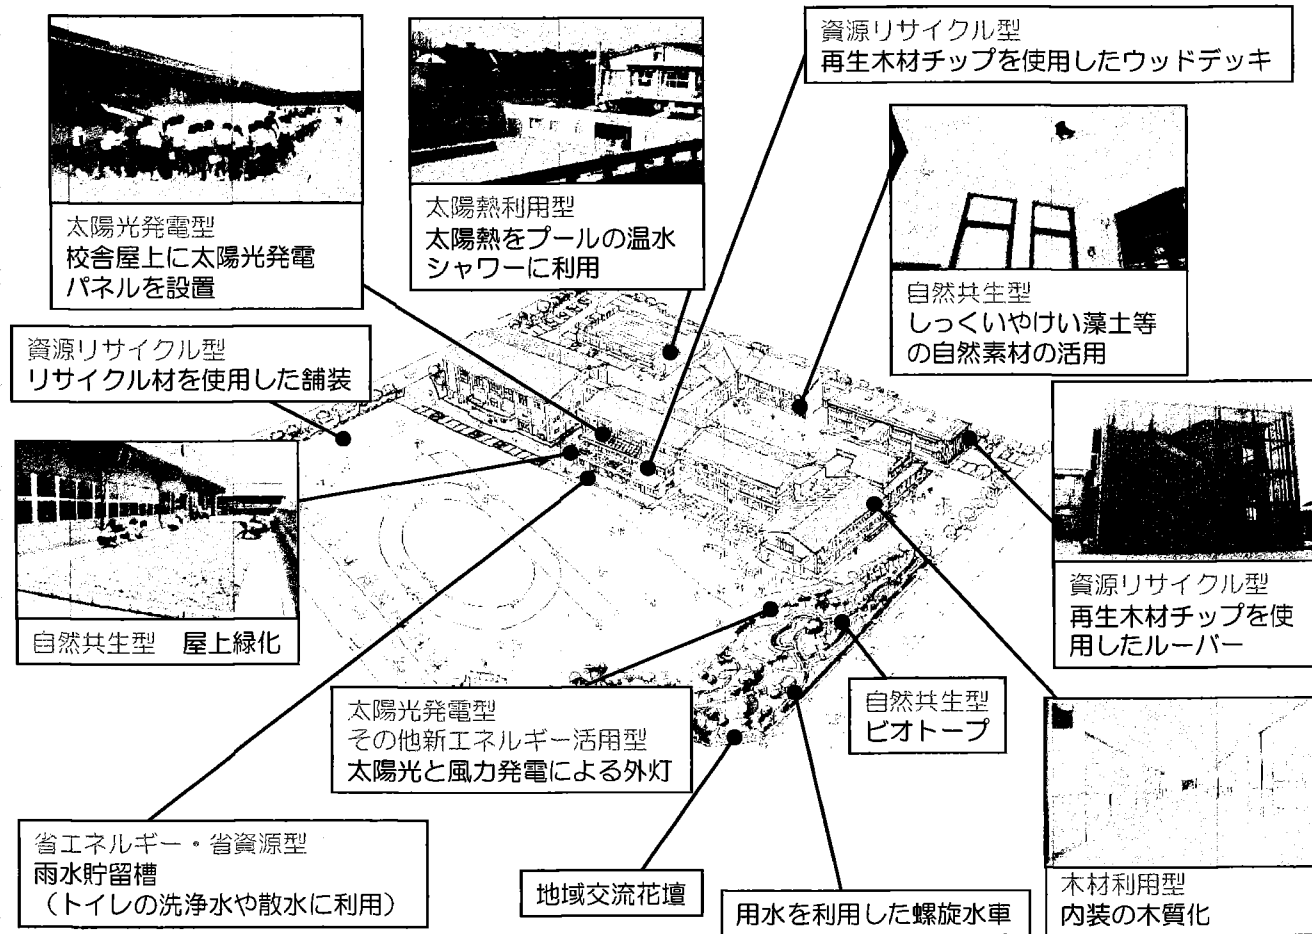 資源リサイクル型
再生木材チップを使用したウッドデッキ
太陽光発電型
校舎屋上に太陽光発電
パネルを設置
太陽熱利用型
太陽熱をプールの温水
シャワーに利用
自然共生型
しっくいやけい藻土等
の自然素材の活用
資源リサイクル型
リサイクル材を使用した舗装
資源リサイクル型
再生木材チップを使
用したルーバー
自然共生型 屋上緑化
太陽光発電型
その他新エネルギー活用型
太陽光と風力発電による外灯
自然共生型
ビオトープ
省エネルギー・省資源型
雨水貯留槽
（トイレの洗浄水や散水に利用）
地域交流花壇
用水を利用した螺旋水車
木材利用型
内装の木質化